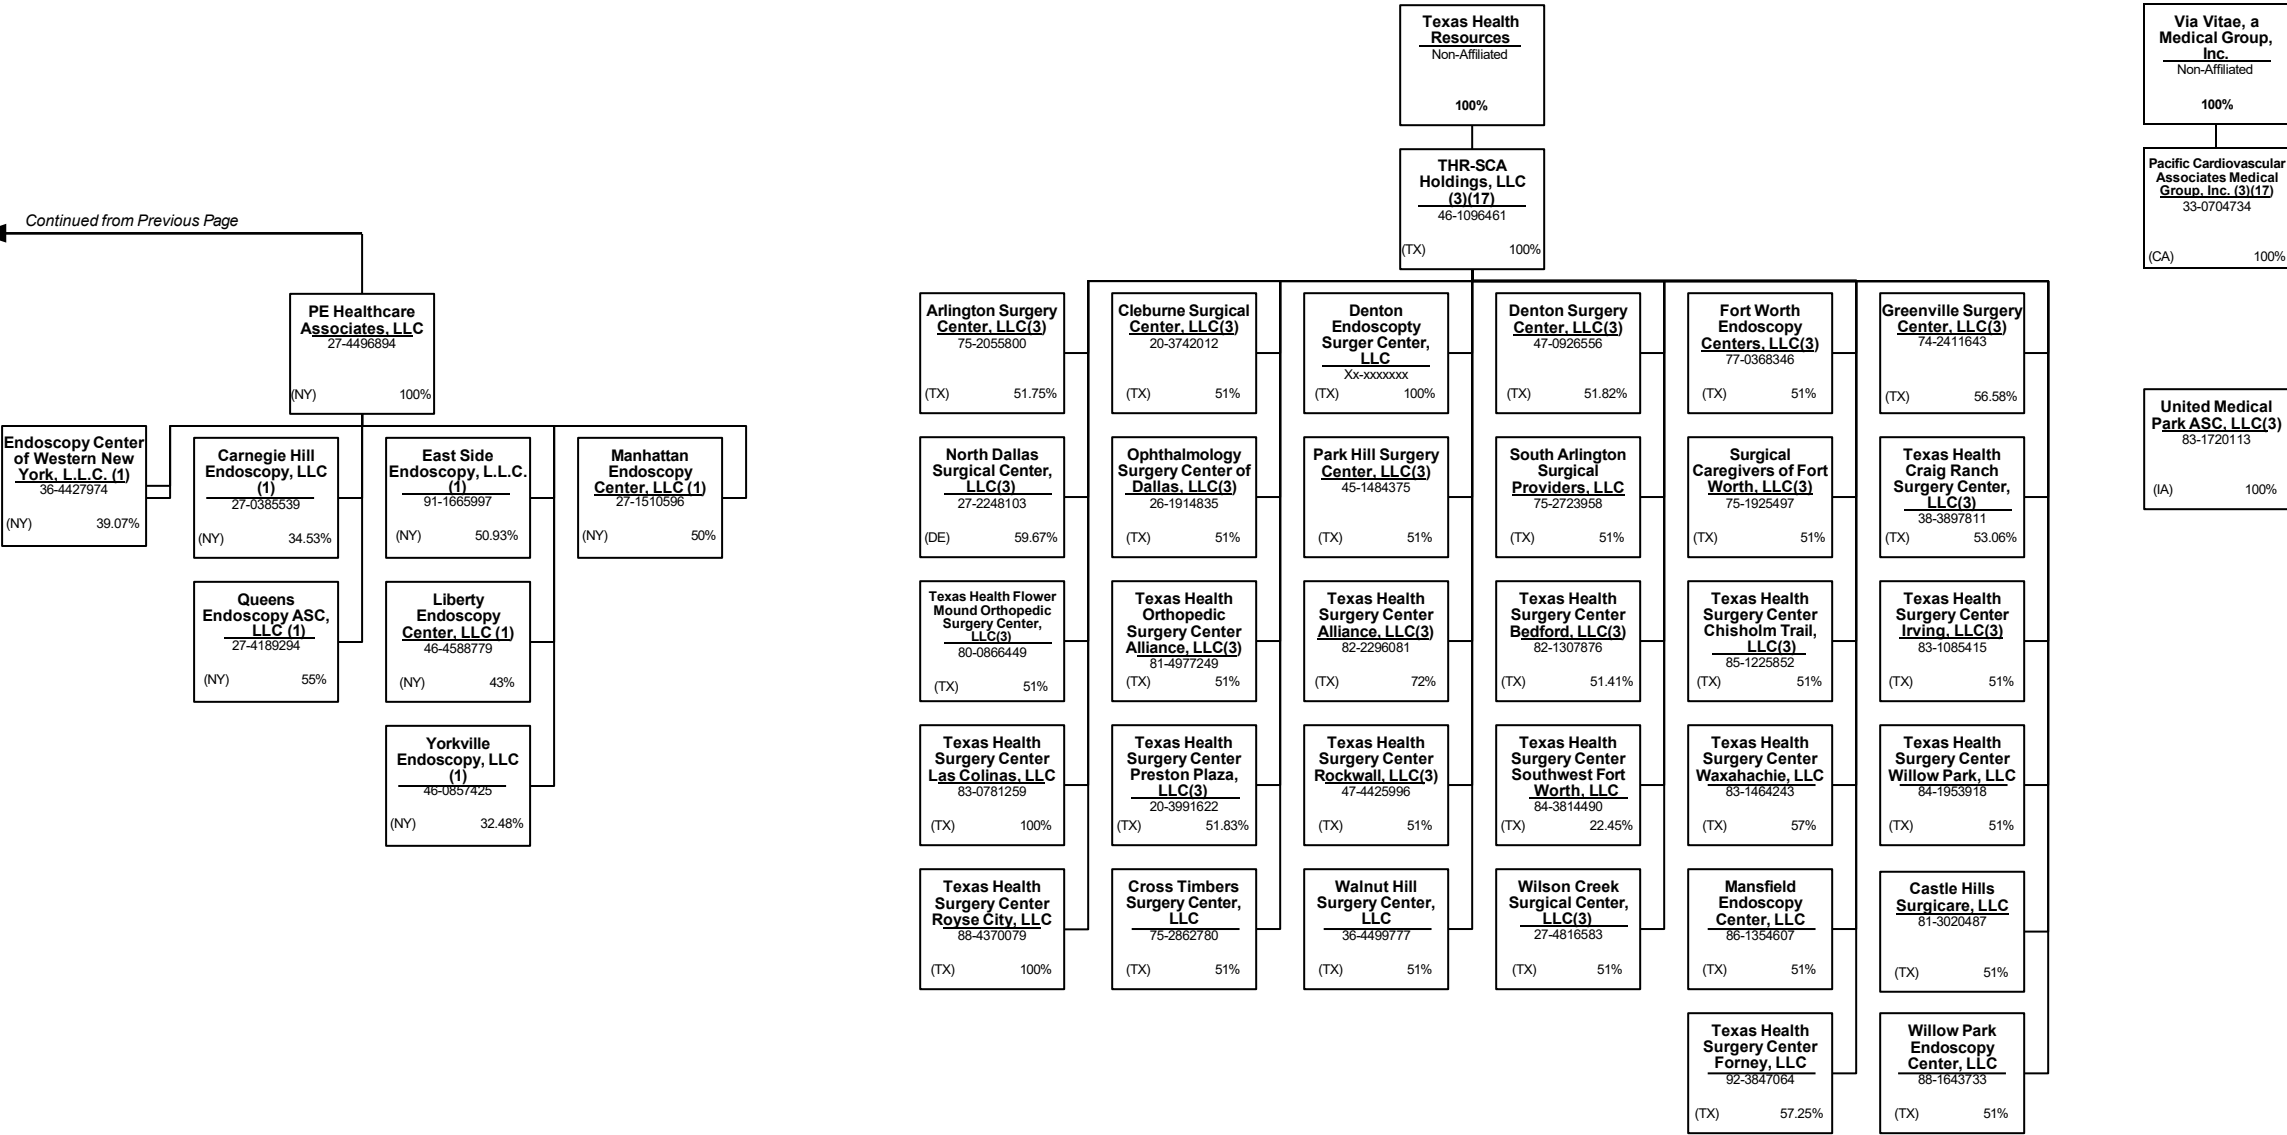 Texas Health
Resources
Non-Affiliated
100%
Via Vitae, a
Medical Group,
Inc.
Non-Affiliated
100%
THR-SCA
Holdings, LLC
(3)(17)
46-1096461
(TX) 100%
Pacific Cardiovascular
Associates Medical
Group, Inc. (3)(17)
33-0704734
(CA) 100%
Continued from Previous Page
PE Healthcare
Associates, LLC
27-4496894
(NY) 100%
Endoscopy Center
of Western New
York, L.L.C. (1)
36-4427974
(NY) 39.07%
Carnegie Hill
Endoscopy, LLC
(1)
27-0385539
(NY) 34.53%
East Side
Endoscopy, L.L.C.
(1)
91-1665997
(NY) 50.93%
Manhattan
Endoscopy
Center, LLC (1)
27-1510596
(NY) 50%
Queens
Endoscopy ASC,
LLC (1)
27-4189294
(NY) 55%
Liberty
Endoscopy
Center, LLC (1)
46-4588779
(NY) 43%
Yorkville
Endoscopy, LLC
(1)
46-0857425
(NY) 32.48%
Arlington Surgery
Center, LLC(3)
75-2055800
(TX) 51.75%
Cleburne Surgical
Center, LLC(3)
20-3742012
(TX) 51%
Denton
Endoscopty
Surger Center,
LLC
Xx-xxxxxxx
(TX) 100%
Denton Surgery
Center, LLC(3)
47-0926556
(TX) 51.82%
Fort Worth
Endoscopy
Centers, LLC(3)
77-0368346
(TX) 51%
Greenville Surgery
Center, LLC(3)
74-2411643
(TX) 56.58%
North Dallas
Surgical Center,
LLC(3)
27-2248103
(DE) 59.67%
Ophthalmology
Surgery Center of
Dallas, LLC(3)
26-1914835
(TX) 51%
Park Hill Surgery
Center, LLC(3)
45-1484375
(TX) 51%
South Arlington
Surgical
Providers, LLC
75-2723958
(TX) 51%
Surgical
Caregivers of Fort
Worth, LLC(3)
75-1925497
(TX) 51%
Texas Health
Craig Ranch
Surgery Center,
LLC(3)
38-3897811
(TX) 53.06%
Texas Health Flower
Mound Orthopedic
Surgery Center,
LLC(3)
80-0866449
(TX) 51%
Texas Health
Orthopedic
Surgery Center
Alliance, LLC(3)
81-4977249
(TX) 51%
Texas Health
Surgery Center
Alliance, LLC(3)
82-2296081
(TX) 72%
Texas Health
Surgery Center
Bedford, LLC(3)
82-1307876
(TX) 51.41%
Texas Health
Surgery Center
Chisholm Trail,
LLC(3)
85-1225852
(TX) 51%
Texas Health
Surgery Center
Irving, LLC(3)
83-1085415
(TX) 51%
Texas Health
Surgery Center
Las Colinas, LLC
83-0781259
(TX) 100%
Texas Health
Surgery Center
Preston Plaza,
LLC(3)
20-3991622
(TX) 51.83%
Texas Health
Surgery Center
Rockwall, LLC(3)
47-4425996
(TX) 51%
Texas Health
Surgery Center
Southwest Fort
Worth, LLC
84-3814490
(TX) 22.45%
Texas Health
Surgery Center
Waxahachie, LLC
83-1464243
(TX) 57%
Texas Health
Surgery Center
Willow Park, LLC
84-1953918
(TX) 51%
Texas Health
Surgery Center
Royse City, LLC
88-4370079
(TX) 100%
Cross Timbers
Surgery Center,
LLC
75-2862780
(TX) 51%
Walnut Hill
Surgery Center,
LLC
36-4499777
(TX) 51%
Wilson Creek
Surgical Center,
LLC(3)
27-4816583
(TX) 51%
Mansfield
Endoscopy
Center, LLC
86-1354607
(TX) 51%
Castle Hills
Surgicare, LLC
81-3020487
(TX) 51%
Texas Health
Surgery Center
Forney, LLC
92-3847064
(TX) 57.25%
Willow Park
Endoscopy
Center, LLC
88-1643733
(TX) 51%
United Medical
Park ASC, LLC(3)
83-1720113
(IA) 100%